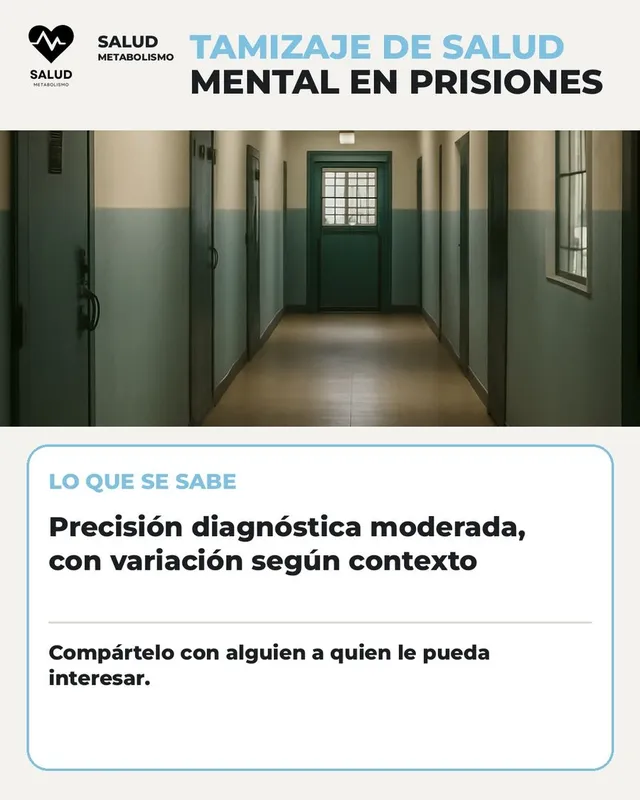 SALUD
METABOLISMO
SALUD
METABOLISMO
TAMIZAJE DE SALUD
MENTAL EN PRISIONES
LO QUE SE SABE
Precisión diagnóstica moderada,
con variación según contexto
Compártelo con alguien a quien le pueda
interesar.